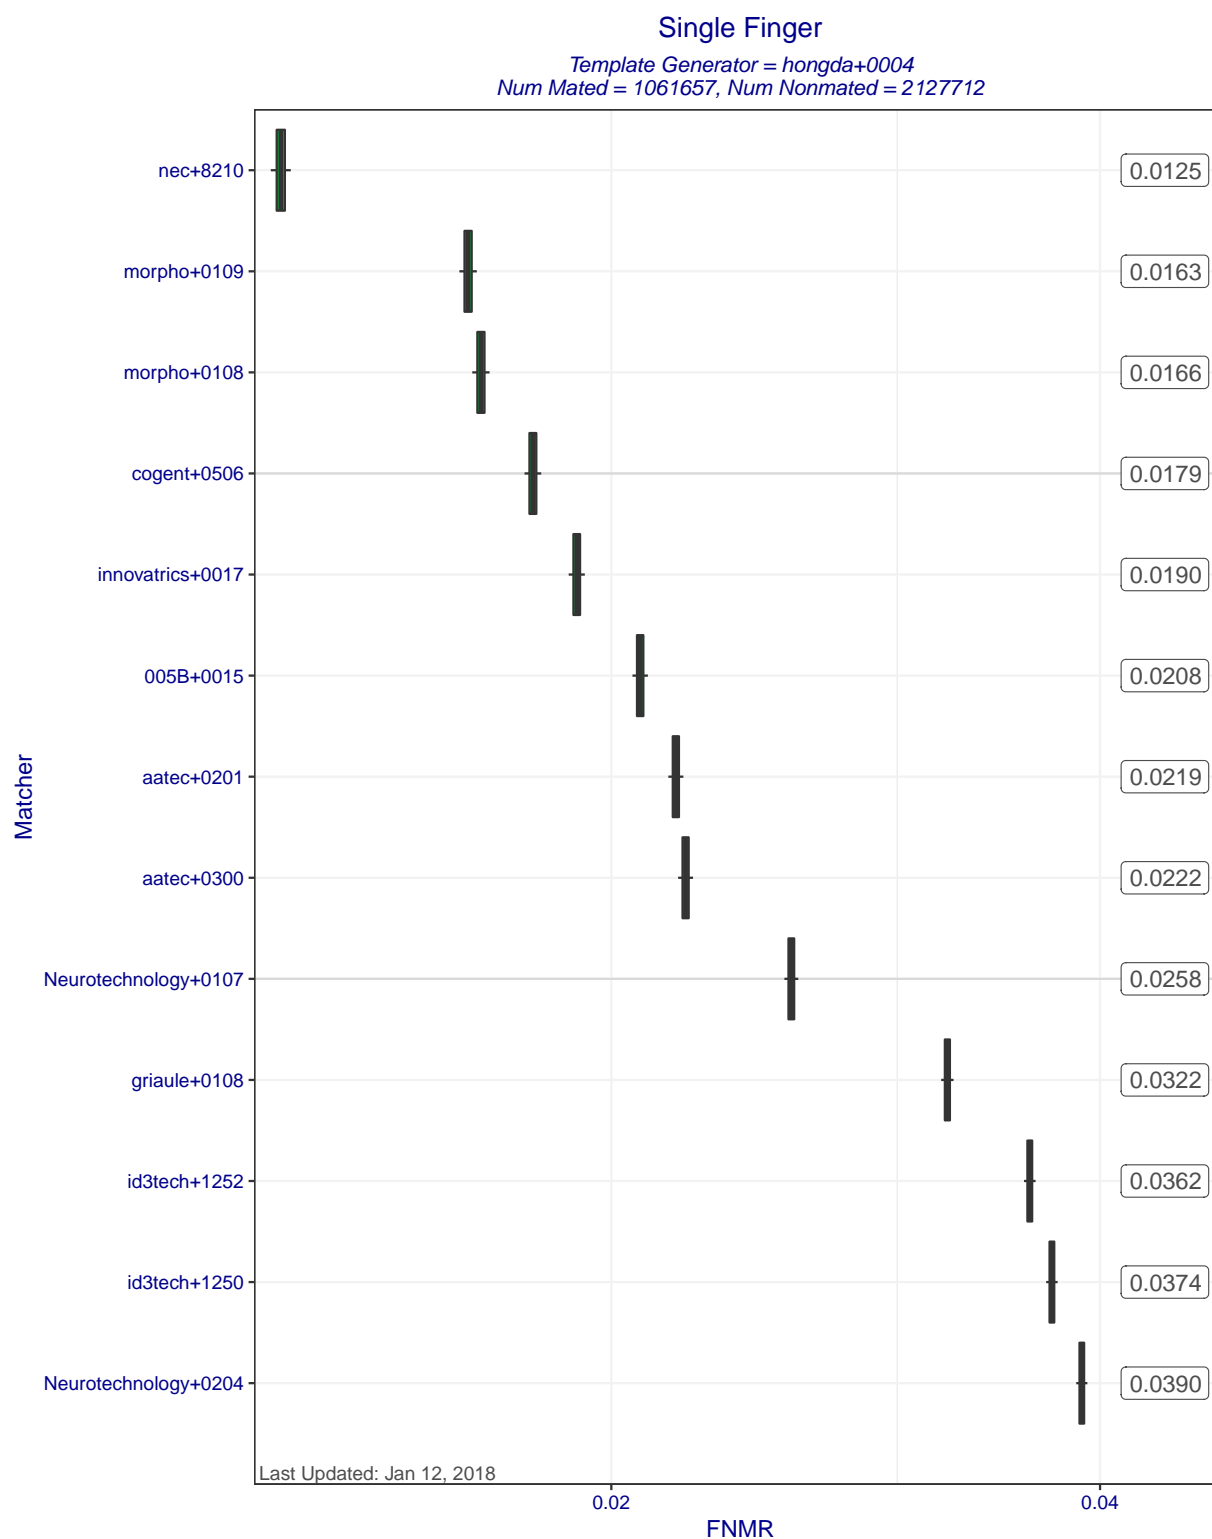 Single Finger
Template Generator = hongda+0004
Num Mated = 1061657, Num Nonmated = 2127712
nec+8210 0.0125
morpho+0109 0.0163
morpho+0108 0.0166
cogent+0506 0.0179
innovatrics+0017 0.0190
005B+0015 0.0208
aatec+0201 0.0219
aatec+0300 0.0222
Neurotechnology+0107 0.0258
griaule+0108 0.0322
id3tech+1252 0.0362
id3tech+1250 0.0374
Neurotechnology+0204 0.0390
Matcher
Last Updated: Jan 12, 2018
0.02 0.04
FNMR